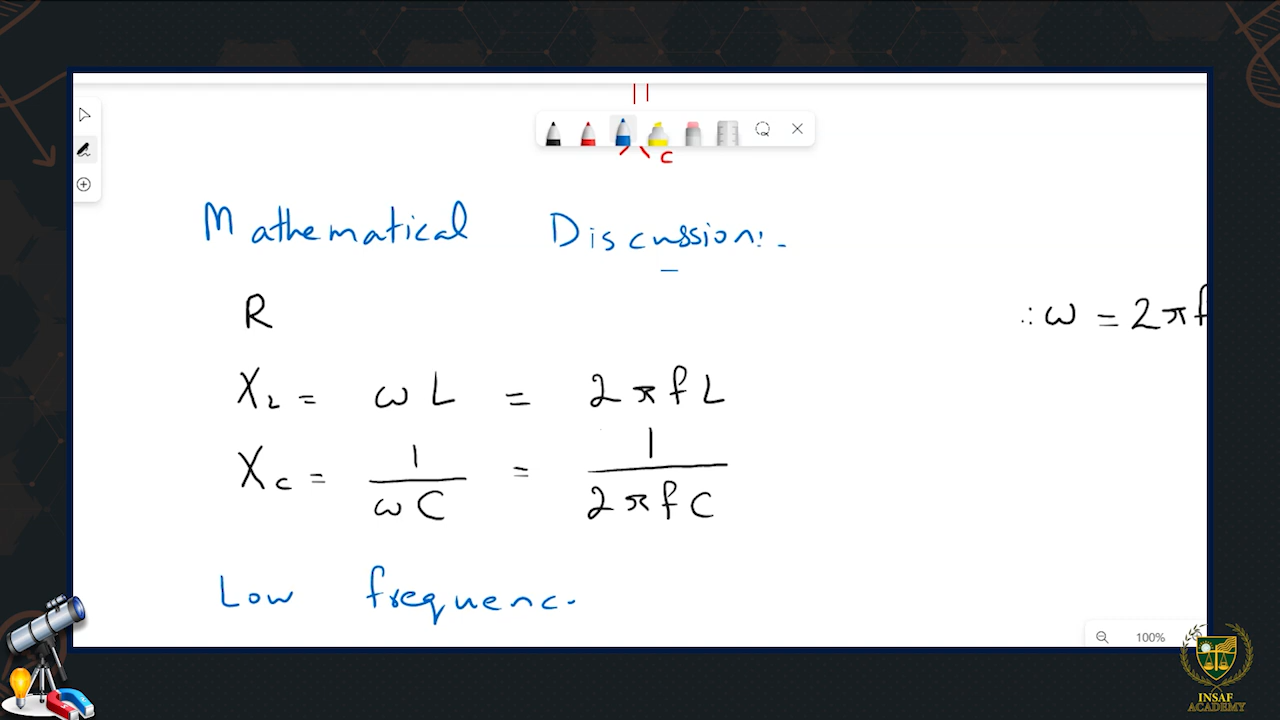 C
Mathematical Discussion:-
R
∴ ω = 2πf
X_L = ωL = 2πfL
X_C = 1/ωC = 1/2πfC
Low frequenc
100%
INSAF
ACADEMY